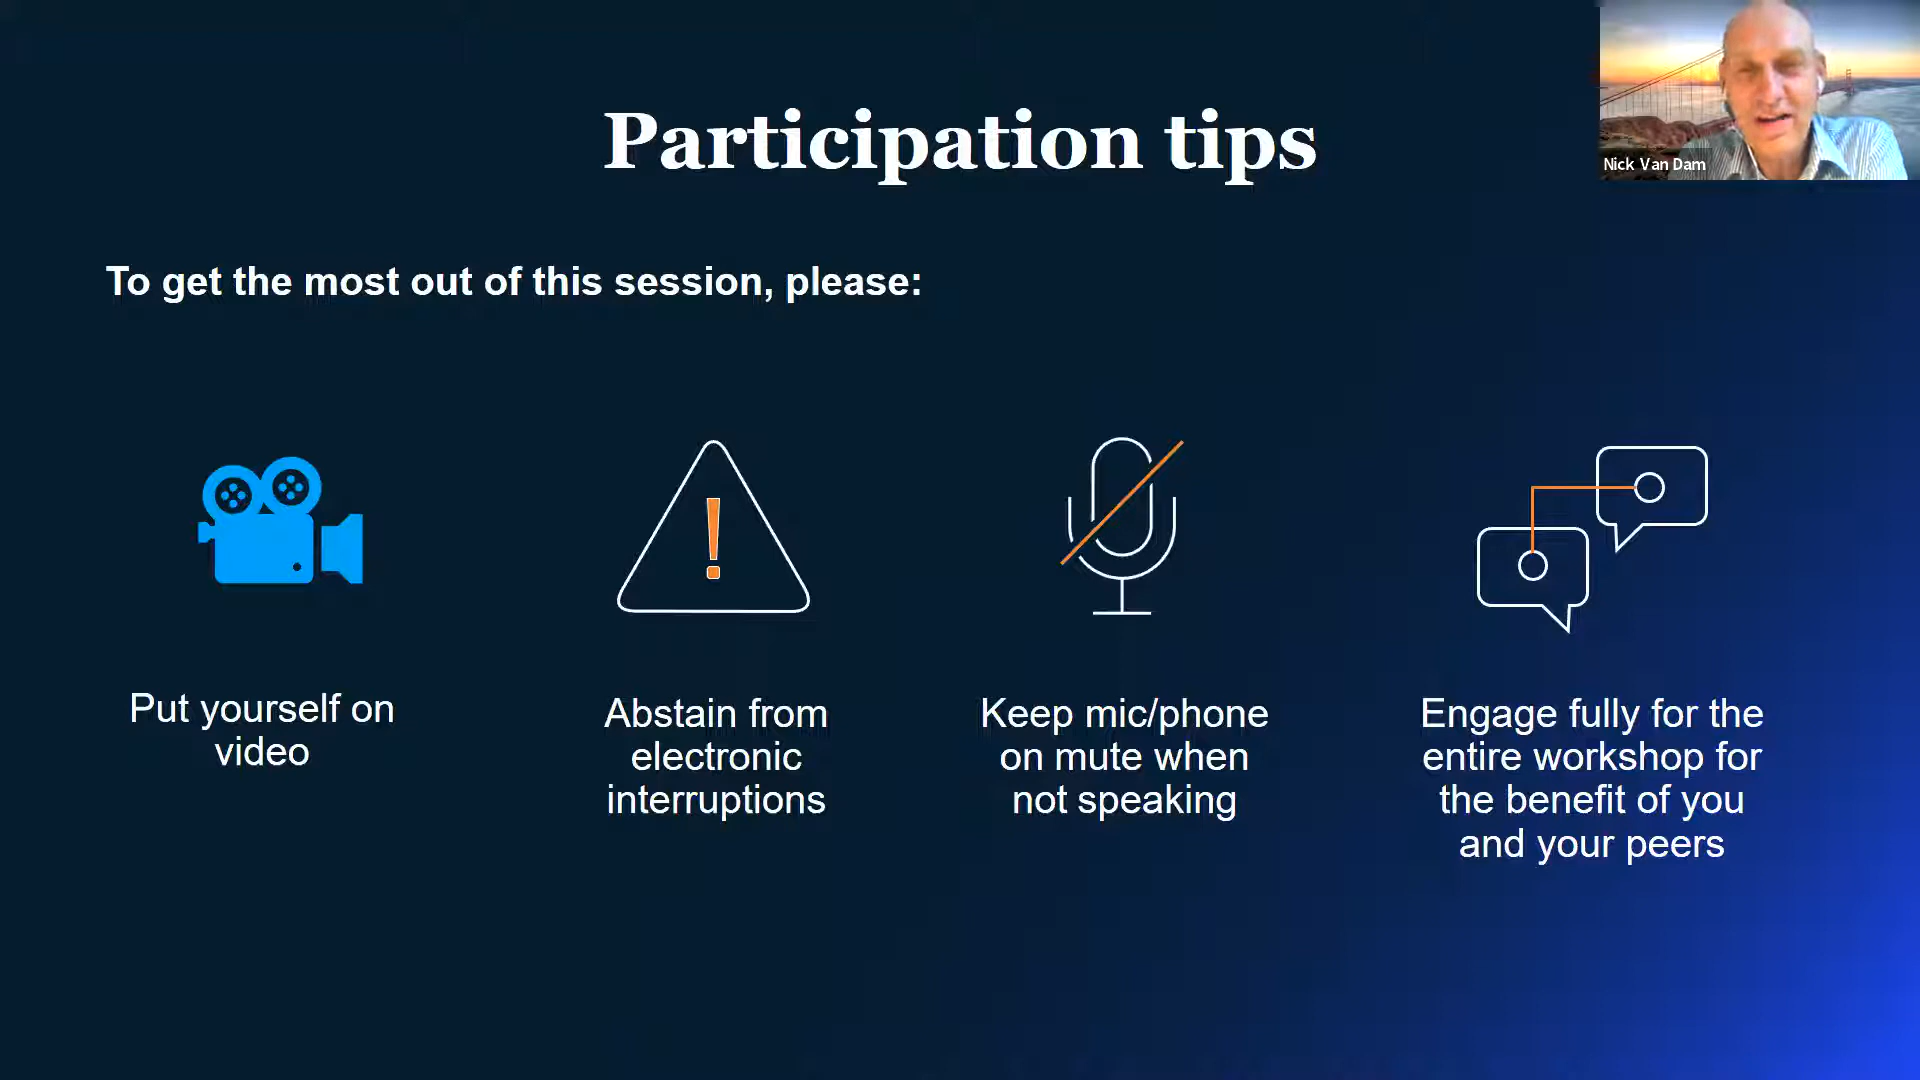 Participation tips
Nick Van Dam
To get the most out of this session, please:
Put yourself on
video
Abstain from
electronic
interruptions
Keep mic/phone
on mute when
not speaking
Engage fully for the
entire workshop for
the benefit of you
and your peers